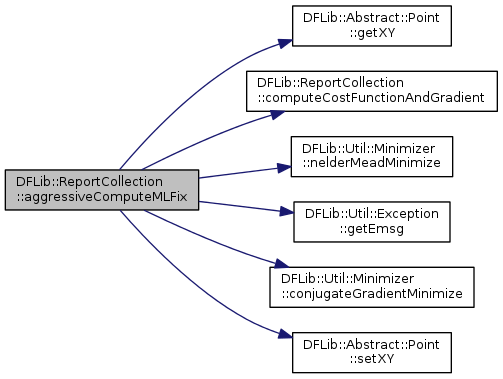 DFLib::Abstract::Point
::getXY
DFLib::ReportCollection
::computeCostFunctionAndGradient
DFLib::Util::Minimizer
::nelderMeadMinimize
DFLib::ReportCollection
::aggressiveComputeMLFix
DFLib::Util::Exception
::getEmsg
DFLib::Util::Minimizer
::conjugateGradientMinimize
DFLib::Abstract::Point
::setXY